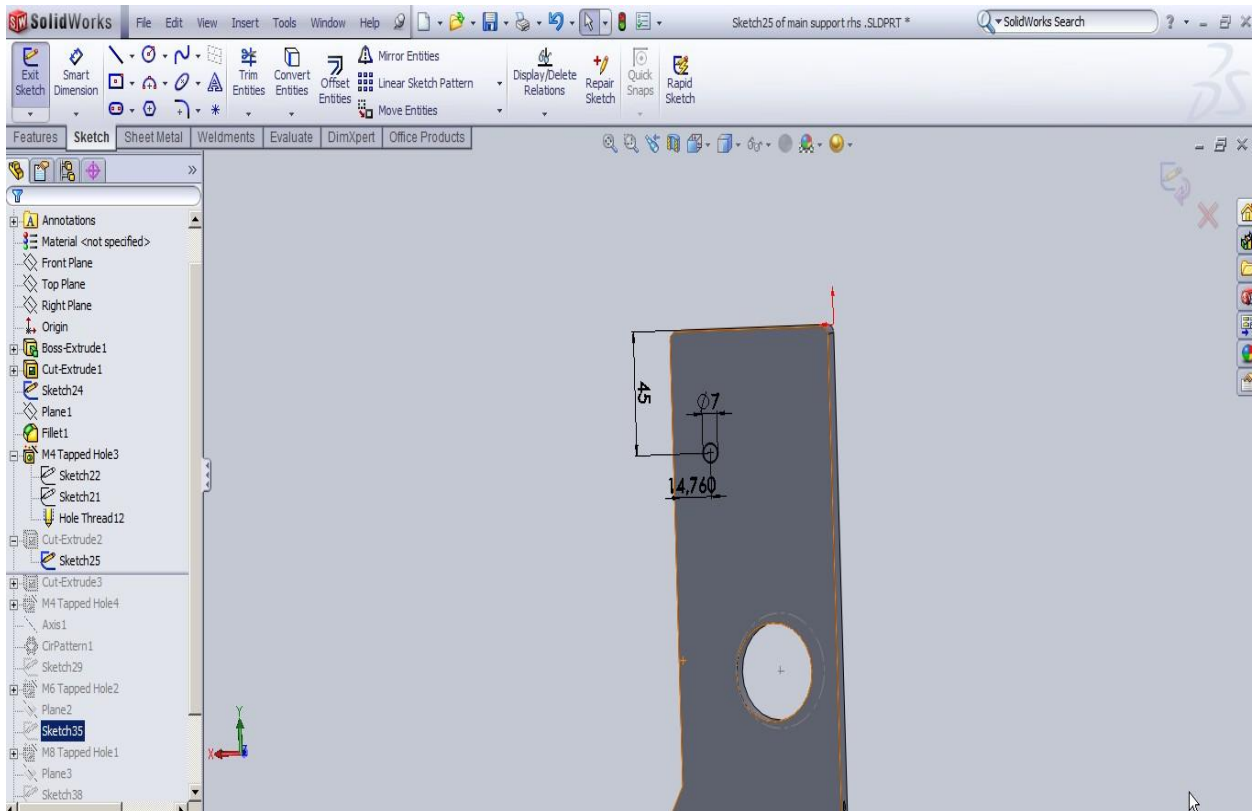 SolidWorks File Edit View Insert Tools Window Help Sketch25 of main support rhs .SLDPRT * SolidWorks Search ?
Exit Sketch
Smart Dimension
Trim Entities
Convert Entities
Offset Entities
Mirror Entities
Linear Sketch Pattern
Move Entities
Display/Delete Relations
Repair Sketch
Quick Snaps
Rapid Sketch
Features Sketch Sheet Metal Weldments Evaluate DimXpert Office Products
Annotations
Material <not specified>
Front Plane
Top Plane
Right Plane
Origin
Boss-Extrude1
Cut-Extrude1
Sketch24
Plane1
Fillet1
M4 Tapped Hole3
Sketch22
Sketch21
Hole Thread12
Cut-Extrude2
Sketch25
Cut-Extrude3
M4 Tapped Hole4
Axis1
CirPattern1
Sketch29
M6 Tapped Hole2
Plane2
Sketch35
M8 Tapped Hole1
Plane3
Sketch38
45
∅7
14,760
Y
X